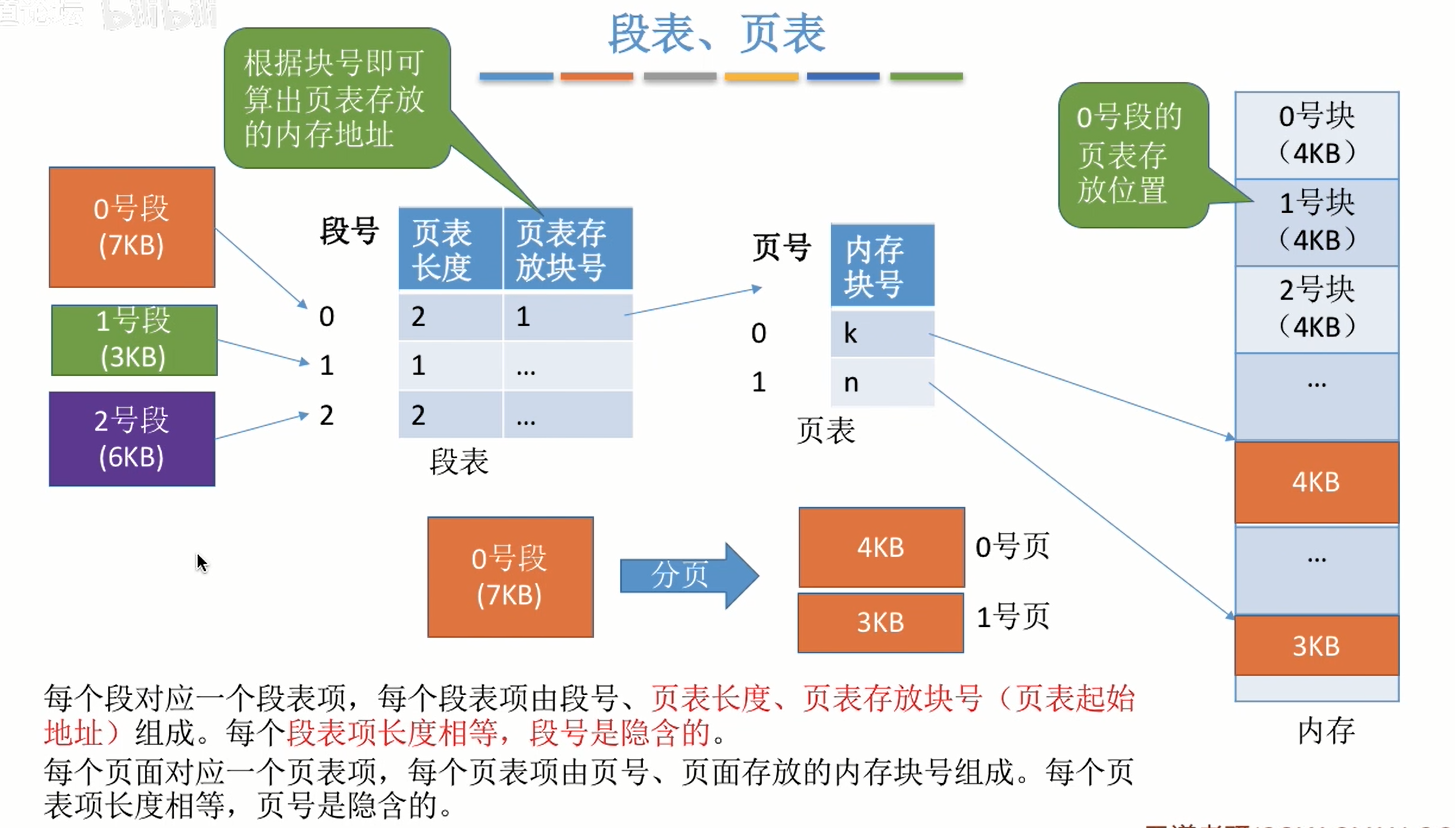 bilibili
段表、页表
根据块号即可
算出页表存放
的内存地址
0号段的
页表存
放位置
0号段
(7KB)
1号段
(3KB)
2号段
(6KB)
段号
页表
长度
页表存
放块号
0
2
1
1
1
...
2
2
...
段表
页号
内存
块号
0
k
1
n
页表
0号块
（4KB）
1号块
（4KB）
2号块
（4KB）
...
4KB
...
3KB
内存
0号段
(7KB)
分页
4KB
0号页
3KB
1号页
每个段对应一个段表项，每个段表项由段号、页表长度、页表存放块号（页表起始
地址）组成。每个段表项长度相等，段号是隐含的。
每个页面对应一个页表项，每个页表项由页号、页面存放的内存块号组成。每个页
表项长度相等，页号是隐含的。